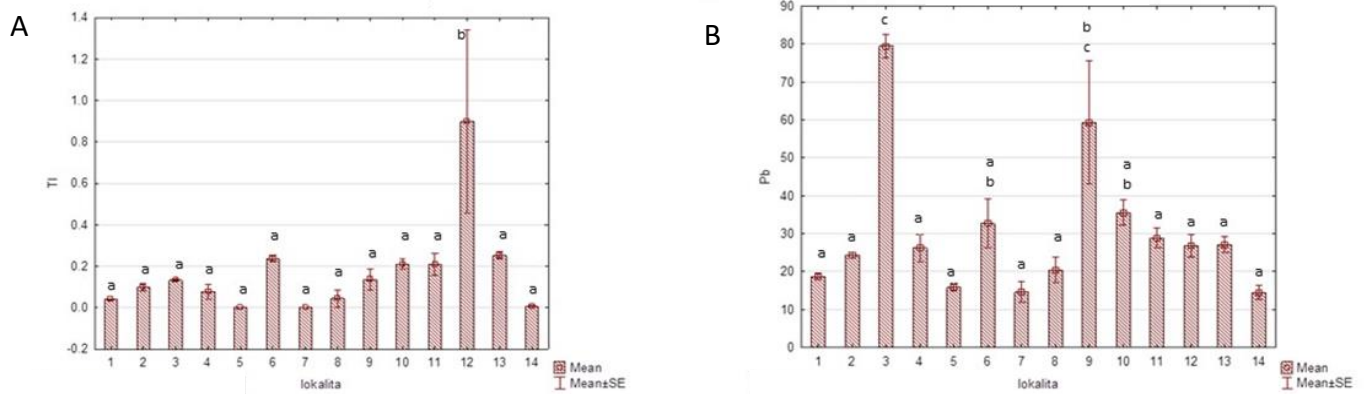 A
Tl
1.4
1.2
1.0
0.8
0.6
0.4
0.2
0.0
-0.2
a a a a a a a a a a a b a a
1 2 3 4 5 6 7 8 9 10 11 12 13 14
lokalita
Mean
Mean±SE
B
Pb
90
80
70
60
50
40
30
20
10
0
a a c a a a b a a b c a b a a a a
1 2 3 4 5 6 7 8 9 10 11 12 13 14
lokalita
Mean
Mean±SE